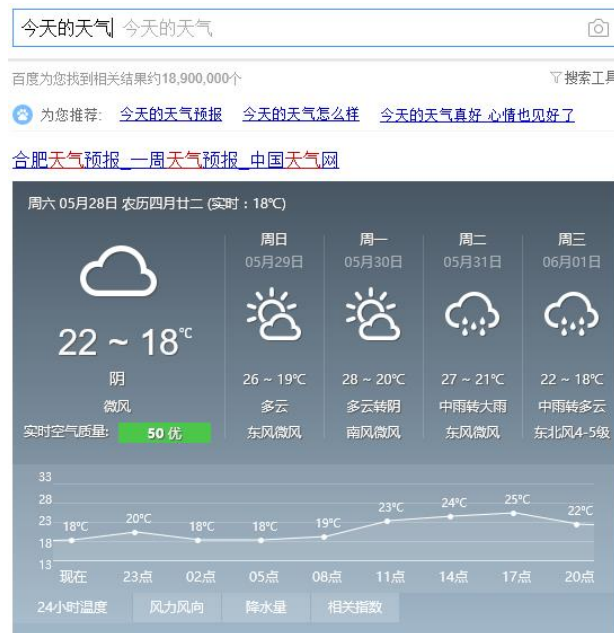 今天的天气 今天的天气
百度为您找到相关结果约18,900,000个 搜索工具
为您推荐: 今天的天气预报 今天的天气怎么样 今天的天气真好 心情也见好了
合肥天气预报_一周天气预报_中国天气网
周六 05月28日 农历四月廿二 (实时：18℃)
周日 周一 周二 周三
05月29日 05月30日 05月31日 06月01日
22 ~ 18℃
阴 26 ~ 19℃ 28 ~ 20℃ 27 ~ 21℃ 22 ~ 18℃
微风 多云 多云转阴 中雨转大雨 中雨转多云
实时空气质量: 50 优 东风微风 南风微风 东风微风 东北风4-5级
33
28
23
18
13
18℃ 20℃ 18℃ 18℃ 19℃ 23℃ 24℃ 25℃ 22℃
现在 23点 02点 05点 08点 11点 14点 17点 20点
24小时温度 风力风向 降水量 相关指数